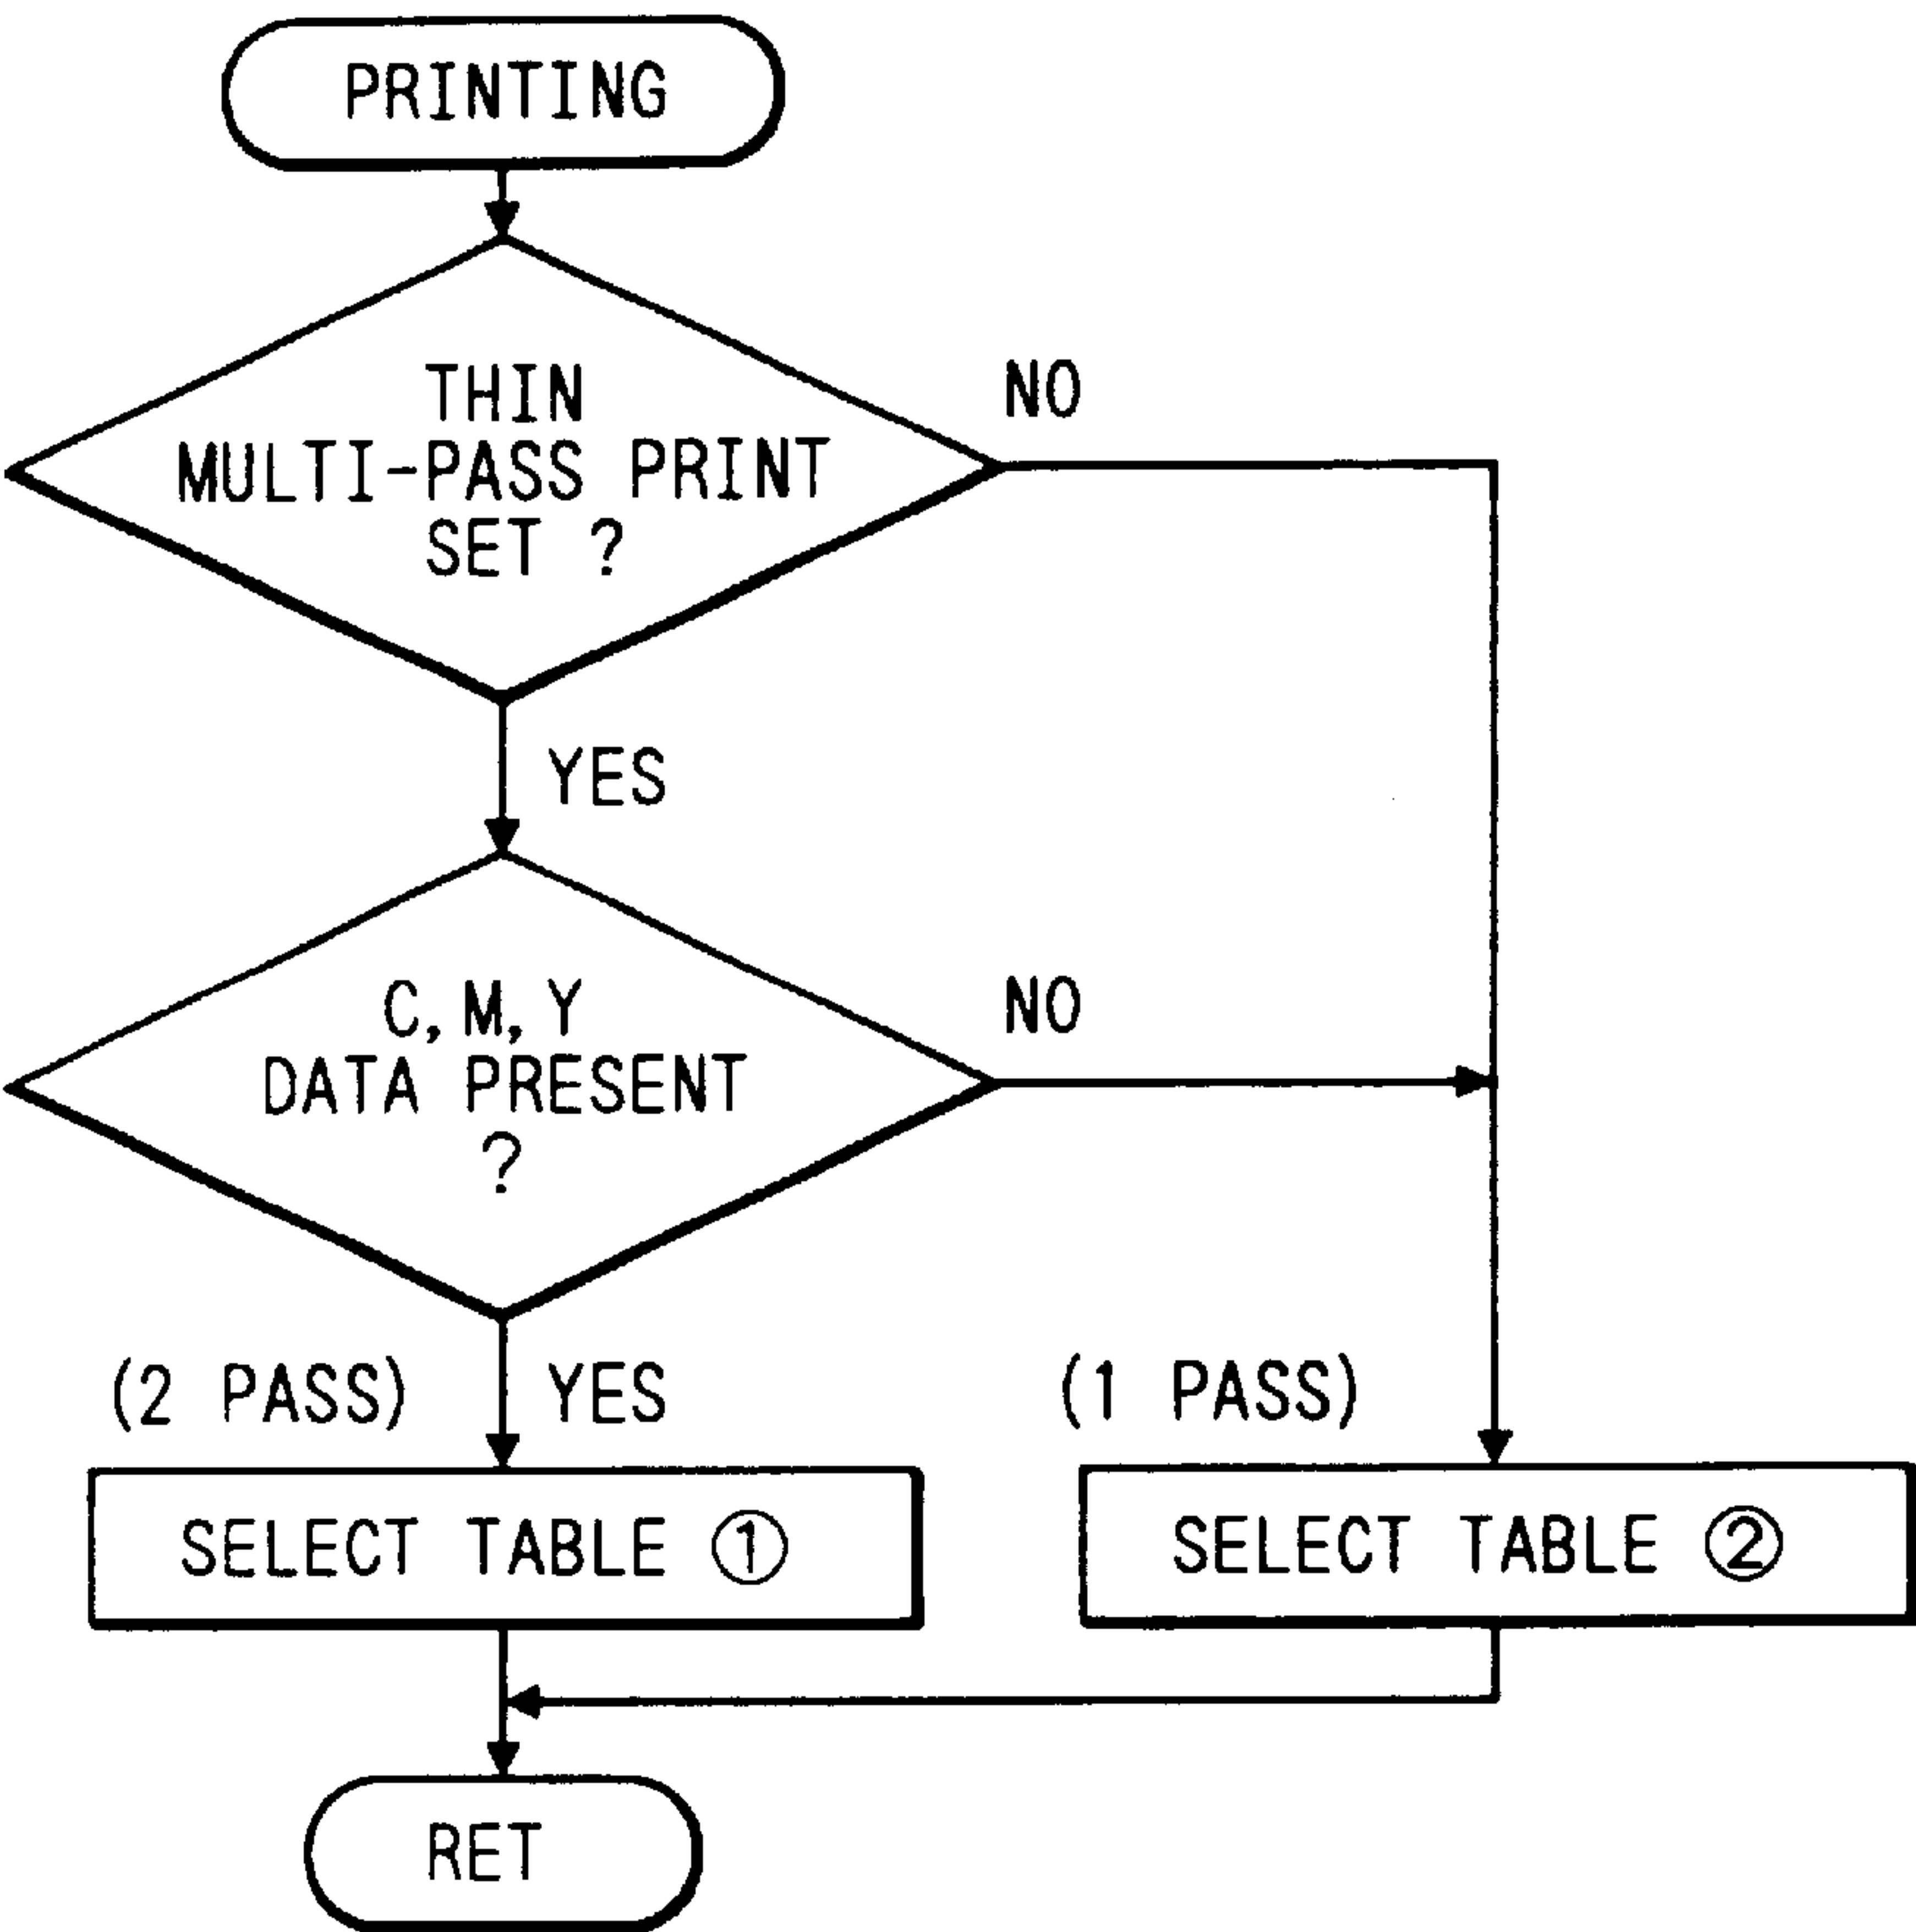 PRINTING
THIN
MULTI-PASS PRINT
SET ?
NO
YES
C, M, Y
DATA PRESENT
?
NO
(2 PASS)
YES
(1 PASS)
SELECT TABLE ①
SELECT TABLE ②
RET